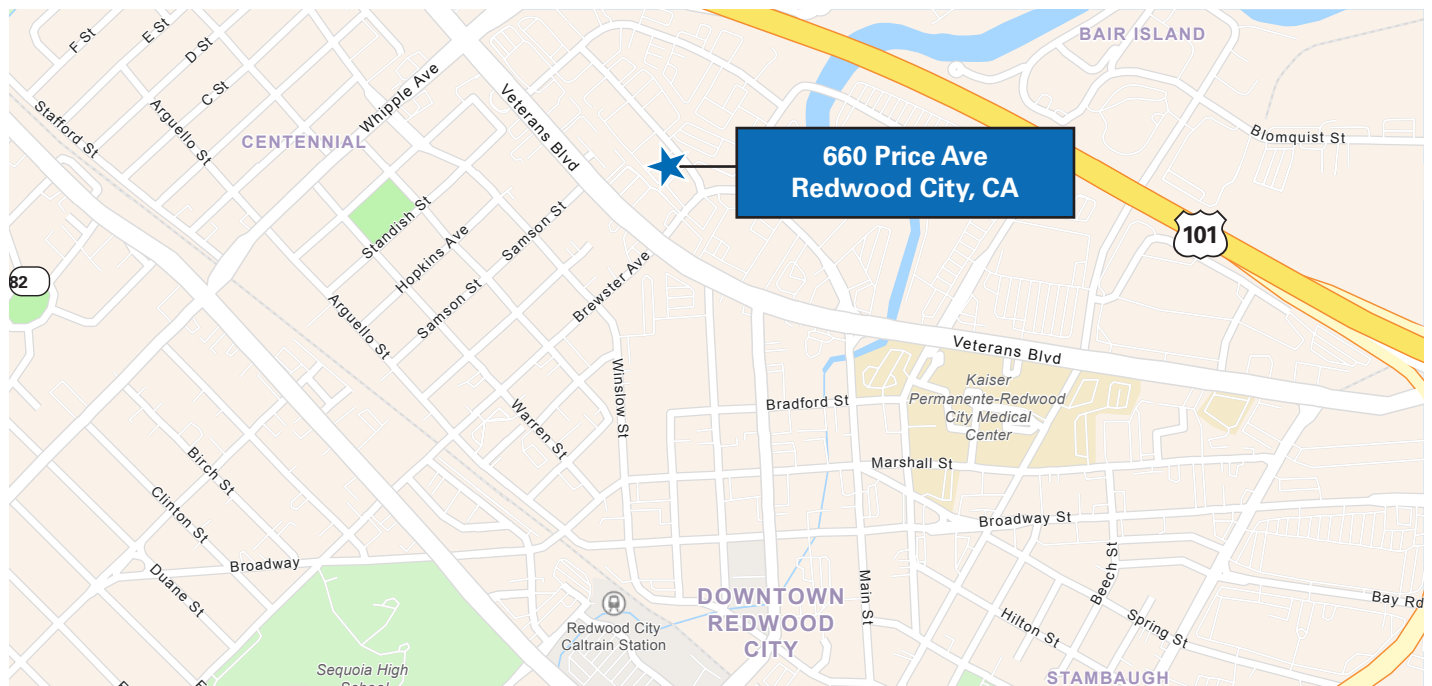 BAIR ISLAND
F St
E St
D St
C St
Whipple Ave
Veterans Blvd
Stafford St
Arguello St
CENTENNIAL
Blomquist St
660 Price Ave
Redwood City, CA
101
Standish St
Hopkins Ave
Samson St
Samson St
Brewster Ave
82
Arguello St
Veterans Blvd
Winslow St
Kaiser
Permanente-Redwood
City Medical
Center
Bradford St
Warren St
Marshall St
Birch St
Clinton St
Broadway St
Broadway
Duane St
Beech St
Main St
DOWNTOWN
REDWOOD
CITY
Redwood City
Caltrain Station
Bay Rd
Hilton St
Spring St
Sequoia High
School
STAMBAUGH